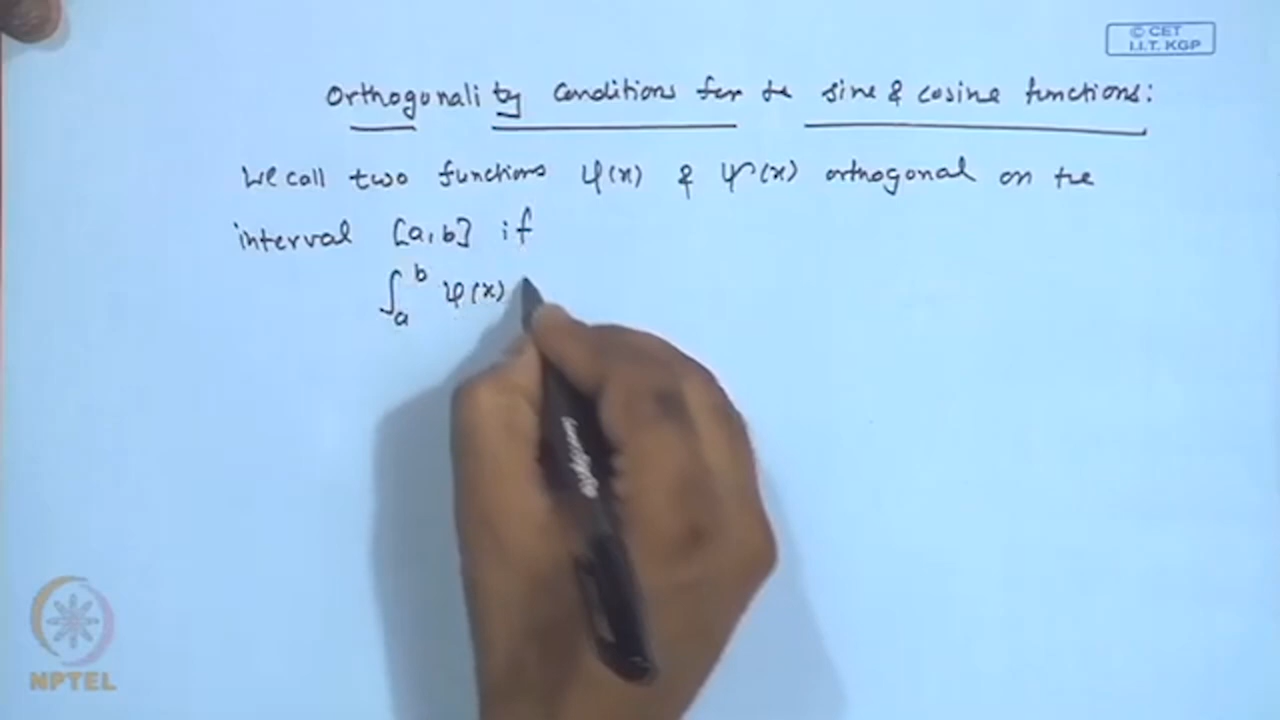 © CET
I.I.T. KGP
Orthogonality Conditions for te sine & cosine functions:
We call two functions φ(x) & ψ(x) orthogonal on the
interval [a,b] if
∫_a^b φ(x)
NPTEL